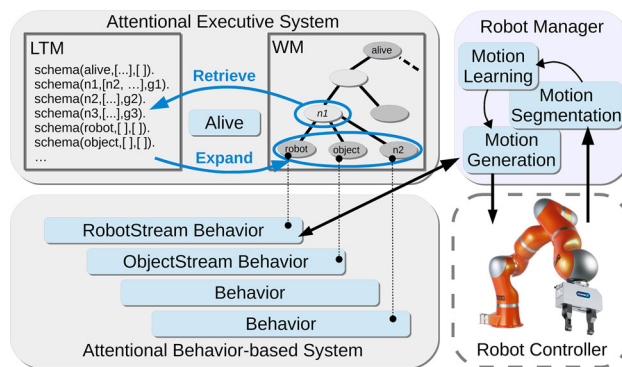 Attentional Executive System
LTM
schema(alive,[...],[ ]).
schema(n1,[n2, ...],g1).
schema(n2,[...],g2).
schema(n3,[...],g3).
schema(robot,[ ],[ ]).
schema(object,[ ],[ ]).
...
Retrieve
Alive
Expand
WM
alive
n1
robot
object
n2
Robot Manager
Motion
Learning
Motion
Segmentation
Motion
Generation
RobotStream Behavior
ObjectStream Behavior
Behavior
Behavior
Attentional Behavior-based System
Robot Controller